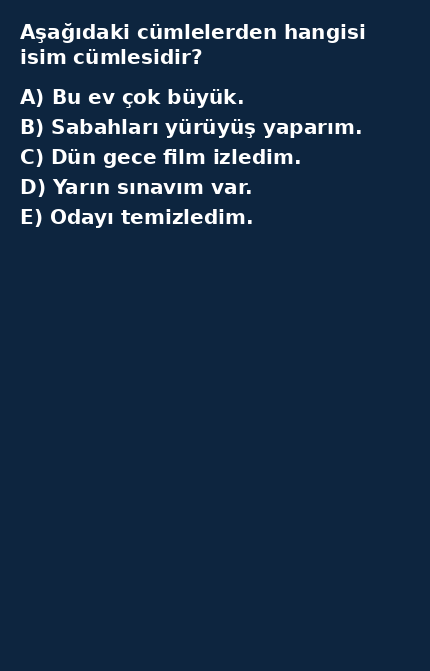 Aşağıdaki cümlelerden hangisi
isim cümlesidir?
A) Bu ev çok büyük.
B) Sabahları yürüyüş yaparım.
C) Dün gece film izledim.
D) Yarın sınavım var.
E) Odayı temizledim.